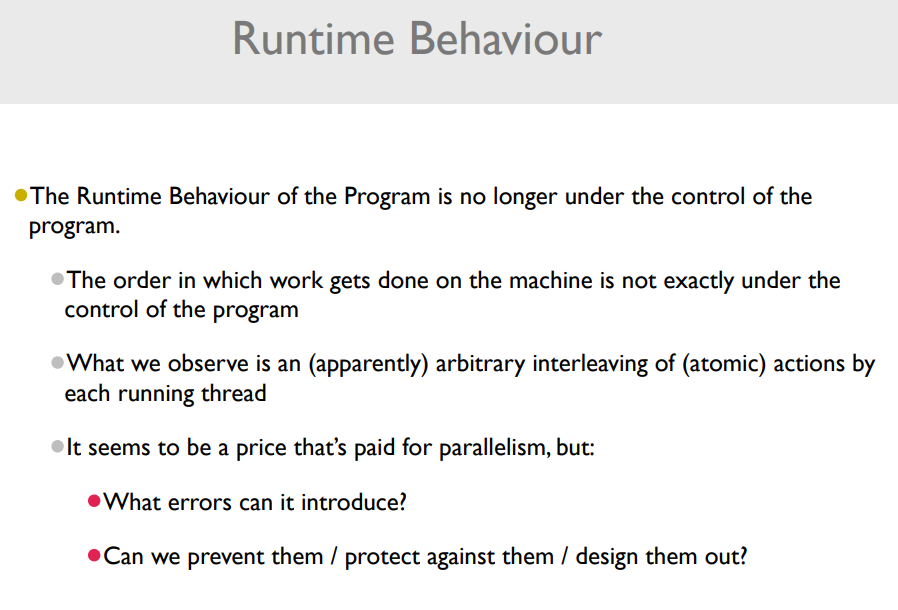 Runtime Behaviour
•The Runtime Behaviour of the Program is no longer under the control of the
program.
•The order in which work gets done on the machine is not exactly under the
control of the program
•What we observe is an (apparently) arbitrary interleaving of (atomic) actions by
each running thread
•It seems to be a price that’s paid for parallelism, but:
•What errors can it introduce?
•Can we prevent them / protect against them / design them out?